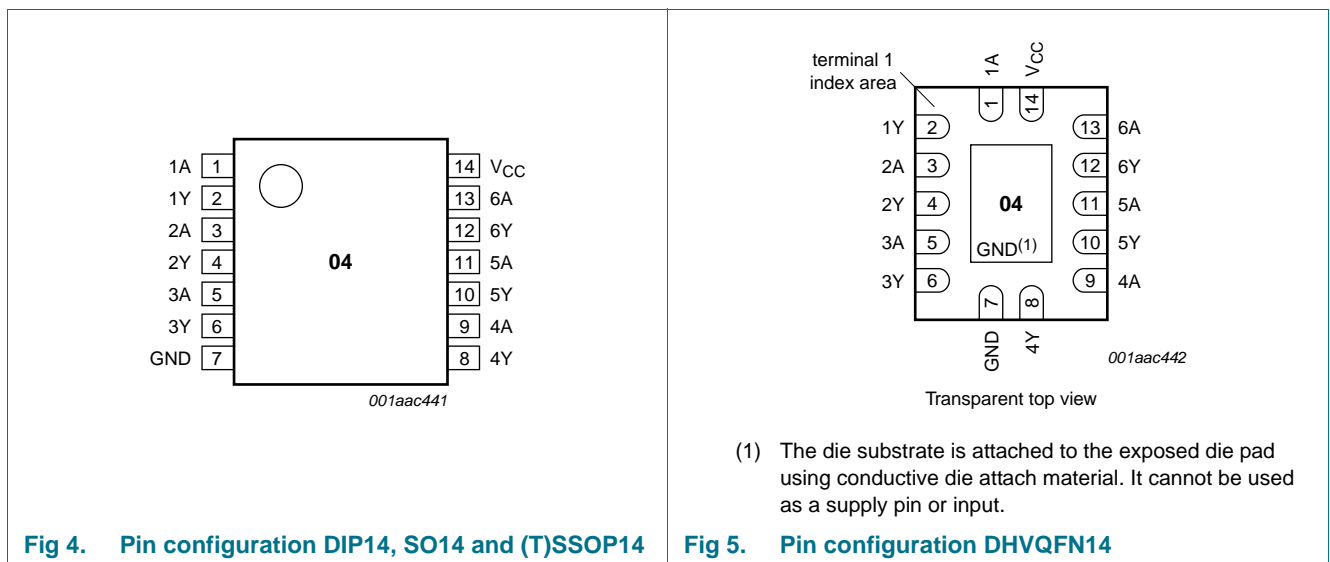 1A 1
1Y 2
2A 3
2Y 4
3A 5
3Y 6
GND 7
04
14 VCC
13 6A
12 6Y
11 5A
10 5Y
9 4A
8 4Y
001aac441
Fig 4. Pin configuration DIP14, SO14 and (T)SSOP14
terminal 1
index area
1A
VCC
1
14
1Y 2
2A 3
2Y 4
3A 5
3Y 6
04
GND(1)
13 6A
12 6Y
11 5A
10 5Y
9 4A
7
8
GND
4Y
001aac442
Transparent top view
(1) The die substrate is attached to the exposed die pad
using conductive die attach material. It cannot be used
as a supply pin or input.
Fig 5. Pin configuration DHVQFN14